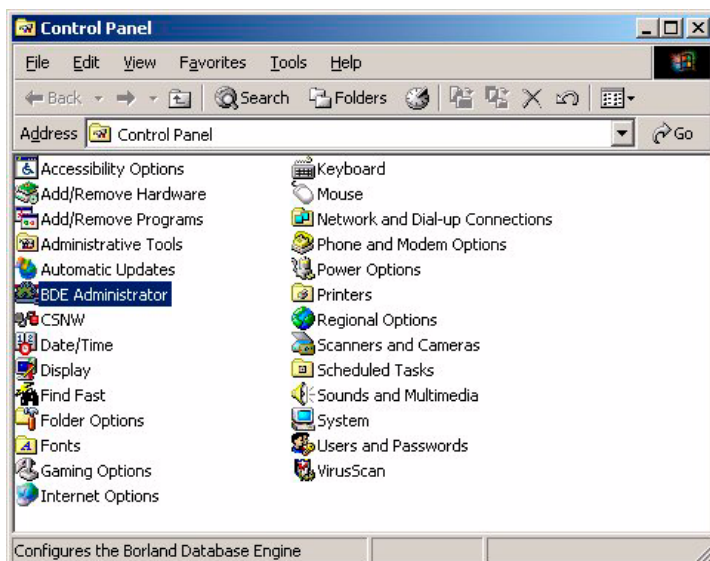 Control Panel
File Edit View Favorites Tools Help
Back Search Folders
Address Control Panel Go
Accessibility Options
Add/Remove Hardware
Add/Remove Programs
Administrative Tools
Automatic Updates
BDE Administrator
CSNW
Date/Time
Display
Find Fast
Folder Options
Fonts
Gaming Options
Internet Options
Keyboard
Mouse
Network and Dial-up Connections
Phone and Modem Options
Power Options
Printers
Regional Options
Scanners and Cameras
Scheduled Tasks
Sounds and Multimedia
System
Users and Passwords
VirusScan
Configures the Borland Database Engine